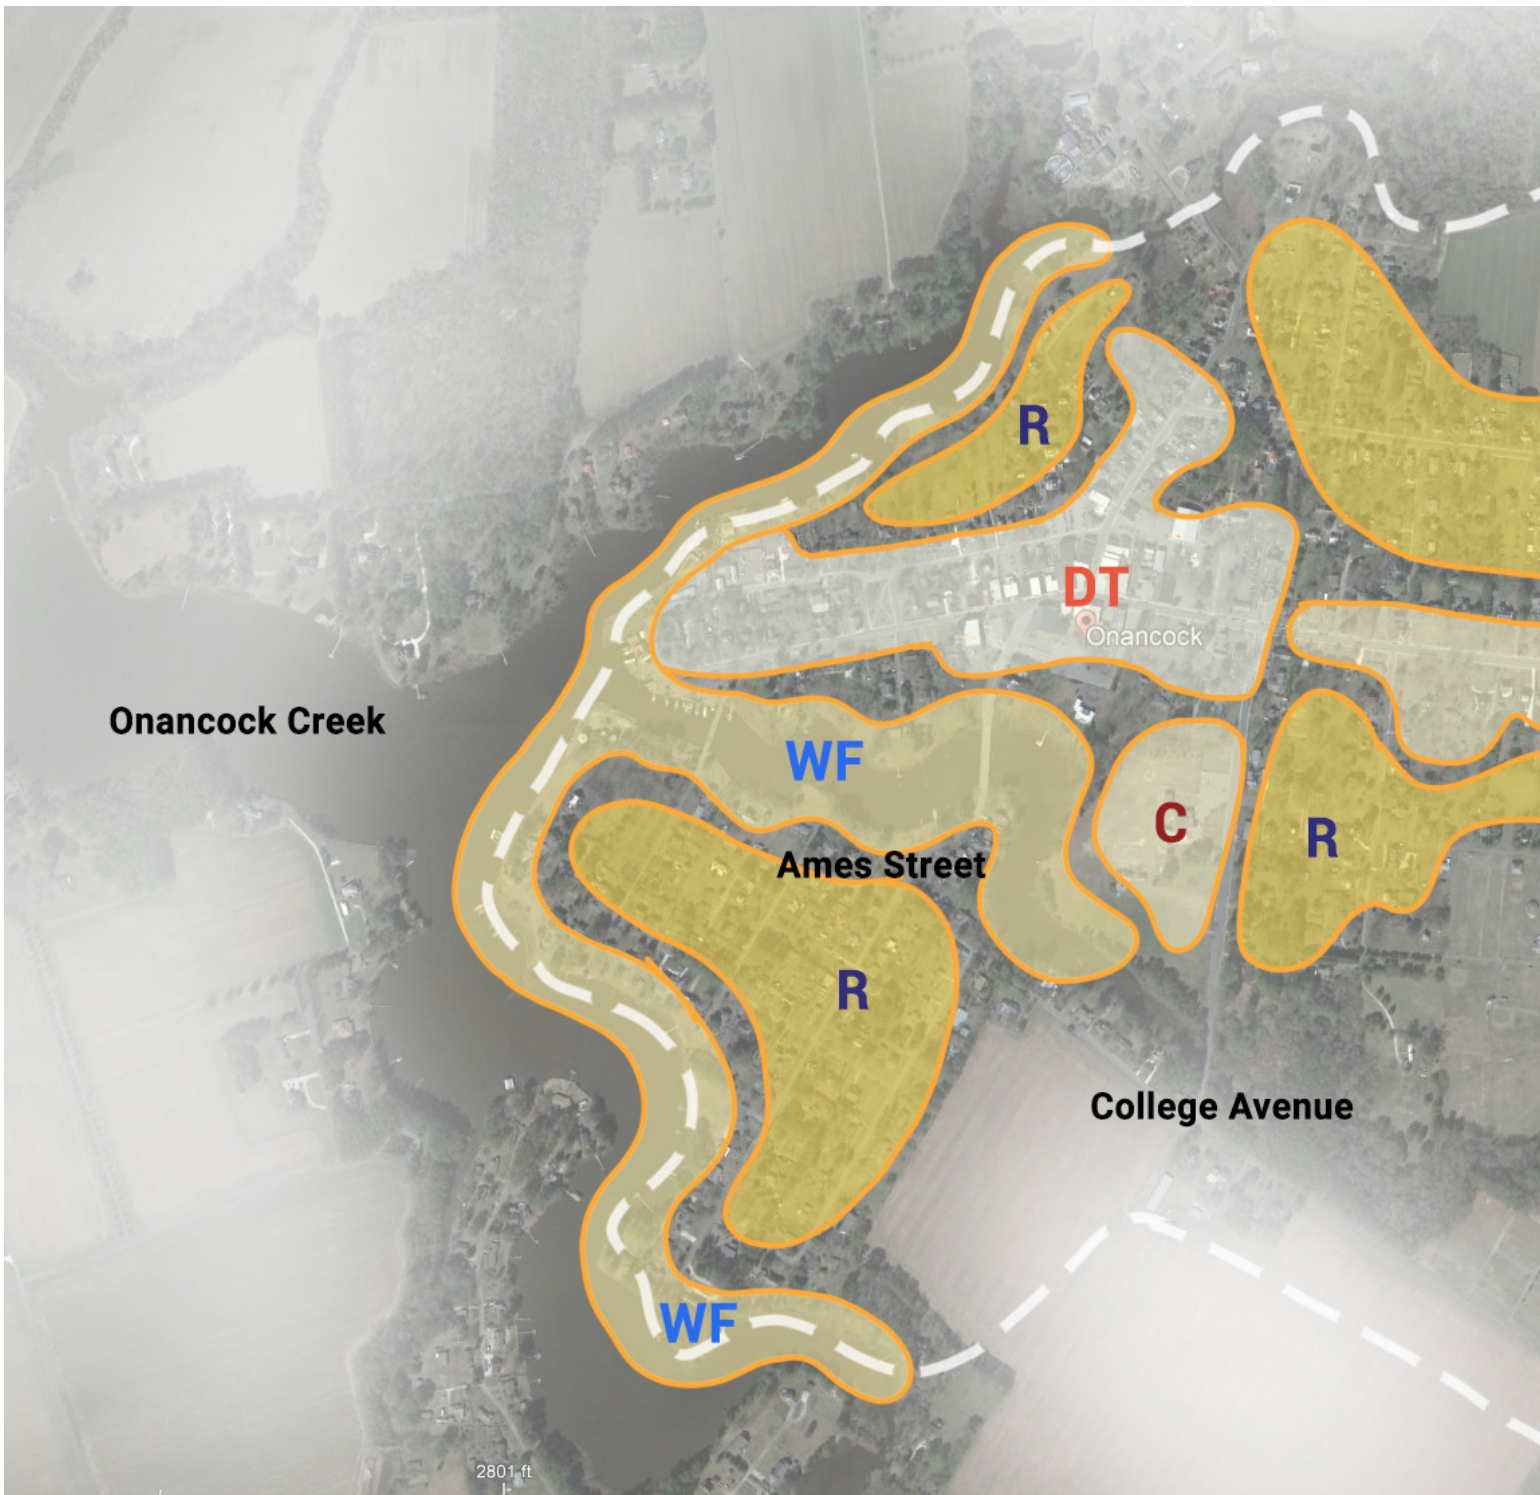 R
DT
Onancock
Onancock Creek
WF
C
R
Ames Street
R
College Avenue
WF
2801 ft